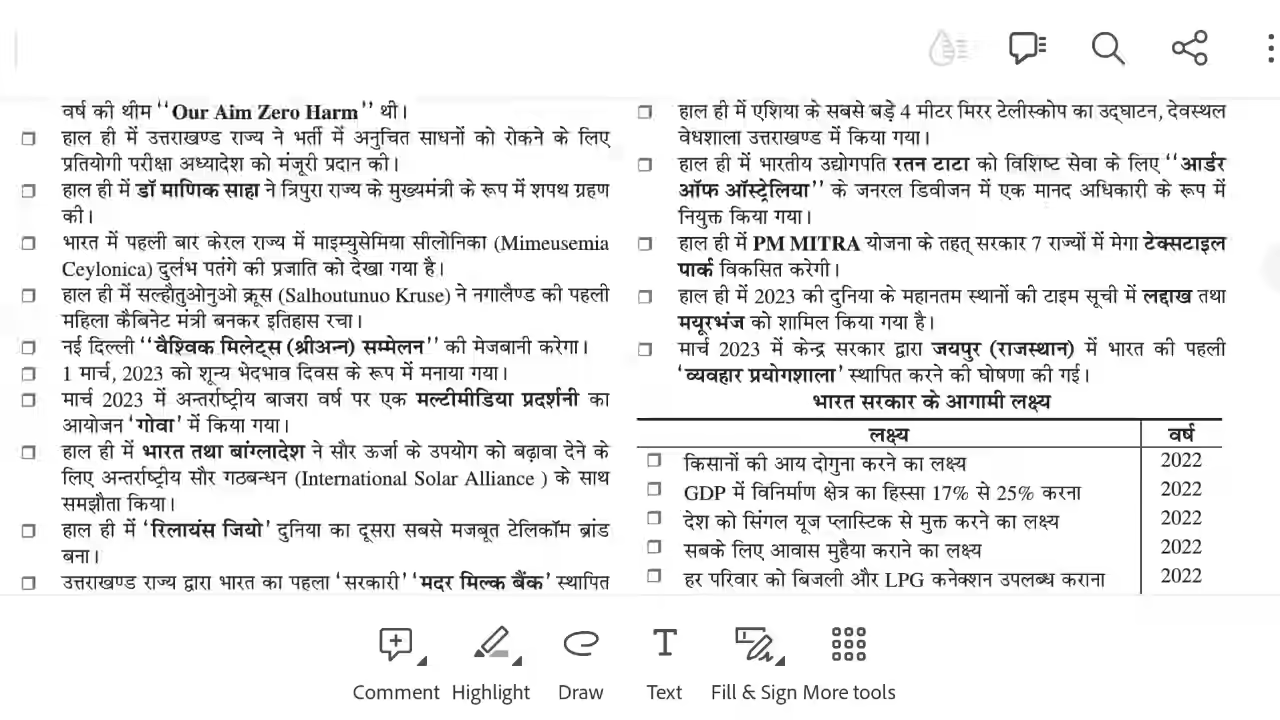 वर्ष की थीम ‘‘Our Aim Zero Harm’’ थी।
❐ हाल ही में उत्तराखण्ड राज्य ने भर्ती में अनुचित साधनों को रोकने के लिए
प्रतियोगी परीक्षा अध्यादेश को मंजूरी प्रदान की।
❐ हाल ही में डॉ माणिक साहा ने त्रिपुरा राज्य के मुख्यमंत्री के रूप में शपथ ग्रहण
की।
❐ भारत में पहली बार केरल राज्य में माइम्युसेमिया सीलोनिका (Mimeusemia
Ceylonica) दुर्लभ पतंगे की प्रजाति को देखा गया है।
❐ हाल ही में सल्हौतुओनुओ क्रूस (Salhoutunuo Kruse) ने नगालैण्ड की पहली
महिला कैबिनेट मंत्री बनकर इतिहास रचा।
❐ नई दिल्ली ‘‘वैश्विक मिलेट्स (श्रीअन्न) सम्मेलन’’ की मेजबानी करेगा।
❐ 1 मार्च, 2023 को शून्य भेदभाव दिवस के रूप में मनाया गया।
❐ मार्च 2023 में अन्तर्राष्ट्रीय बाजरा वर्ष पर एक मल्टीमीडिया प्रदर्शनी का
आयोजन ‘गोवा’ में किया गया।
❐ हाल ही में भारत तथा बांग्लादेश ने सौर ऊर्जा के उपयोग को बढ़ावा देने के
लिए अन्तर्राष्ट्रीय सौर गठबन्धन (International Solar Alliance ) के साथ
समझौता किया।
❐ हाल ही में ‘रिलायंस जियो’ दुनिया का दूसरा सबसे मजबूत टेलिकॉम ब्रांड
बना।
❐ उत्तराखण्ड राज्य द्वारा भारत का पहला ‘सरकारी’ ‘मदर मिल्क बैंक’ स्थापित
❐ हाल ही में एशिया के सबसे बड़े 4 मीटर मिरर टेलीस्कोप का उद्घाटन, देवस्थल
वेधशाला उत्तराखण्ड में किया गया।
❐ हाल ही में भारतीय उद्योगपति रतन टाटा को विशिष्ट सेवा के लिए ‘‘आर्डर
ऑफ ऑस्ट्रेलिया’’ के जनरल डिवीजन में एक मानद अधिकारी के रूप में
नियुक्त किया गया।
❐ हाल ही में PM MITRA योजना के तहत् सरकार 7 राज्यों में मेगा टेक्सटाइल
पार्क विकसित करेगी।
❐ हाल ही में 2023 की दुनिया के महानतम स्थानों की टाइम सूची में लद्दाख तथा
मयूरभंज को शामिल किया गया है।
❐ मार्च 2023 में केन्द्र सरकार द्वारा जयपुर (राजस्थान) में भारत की पहली
‘व्यवहार प्रयोगशाला’ स्थापित करने की घोषणा की गई।
भारत सरकार के आगामी लक्ष्य
लक्ष्य वर्ष
❐ किसानों की आय दोगुना करने का लक्ष्य 2022
❐ GDP में विनिर्माण क्षेत्र का हिस्सा 17% से 25% करना 2022
❐ देश को सिंगल यूज प्लास्टिक से मुक्त करने का लक्ष्य 2022
❐ सबके लिए आवास मुहैया कराने का लक्ष्य 2022
❐ हर परिवार को बिजली और LPG कनेक्शन उपलब्ध कराना 2022
Comment Highlight Draw Text Fill & Sign More tools